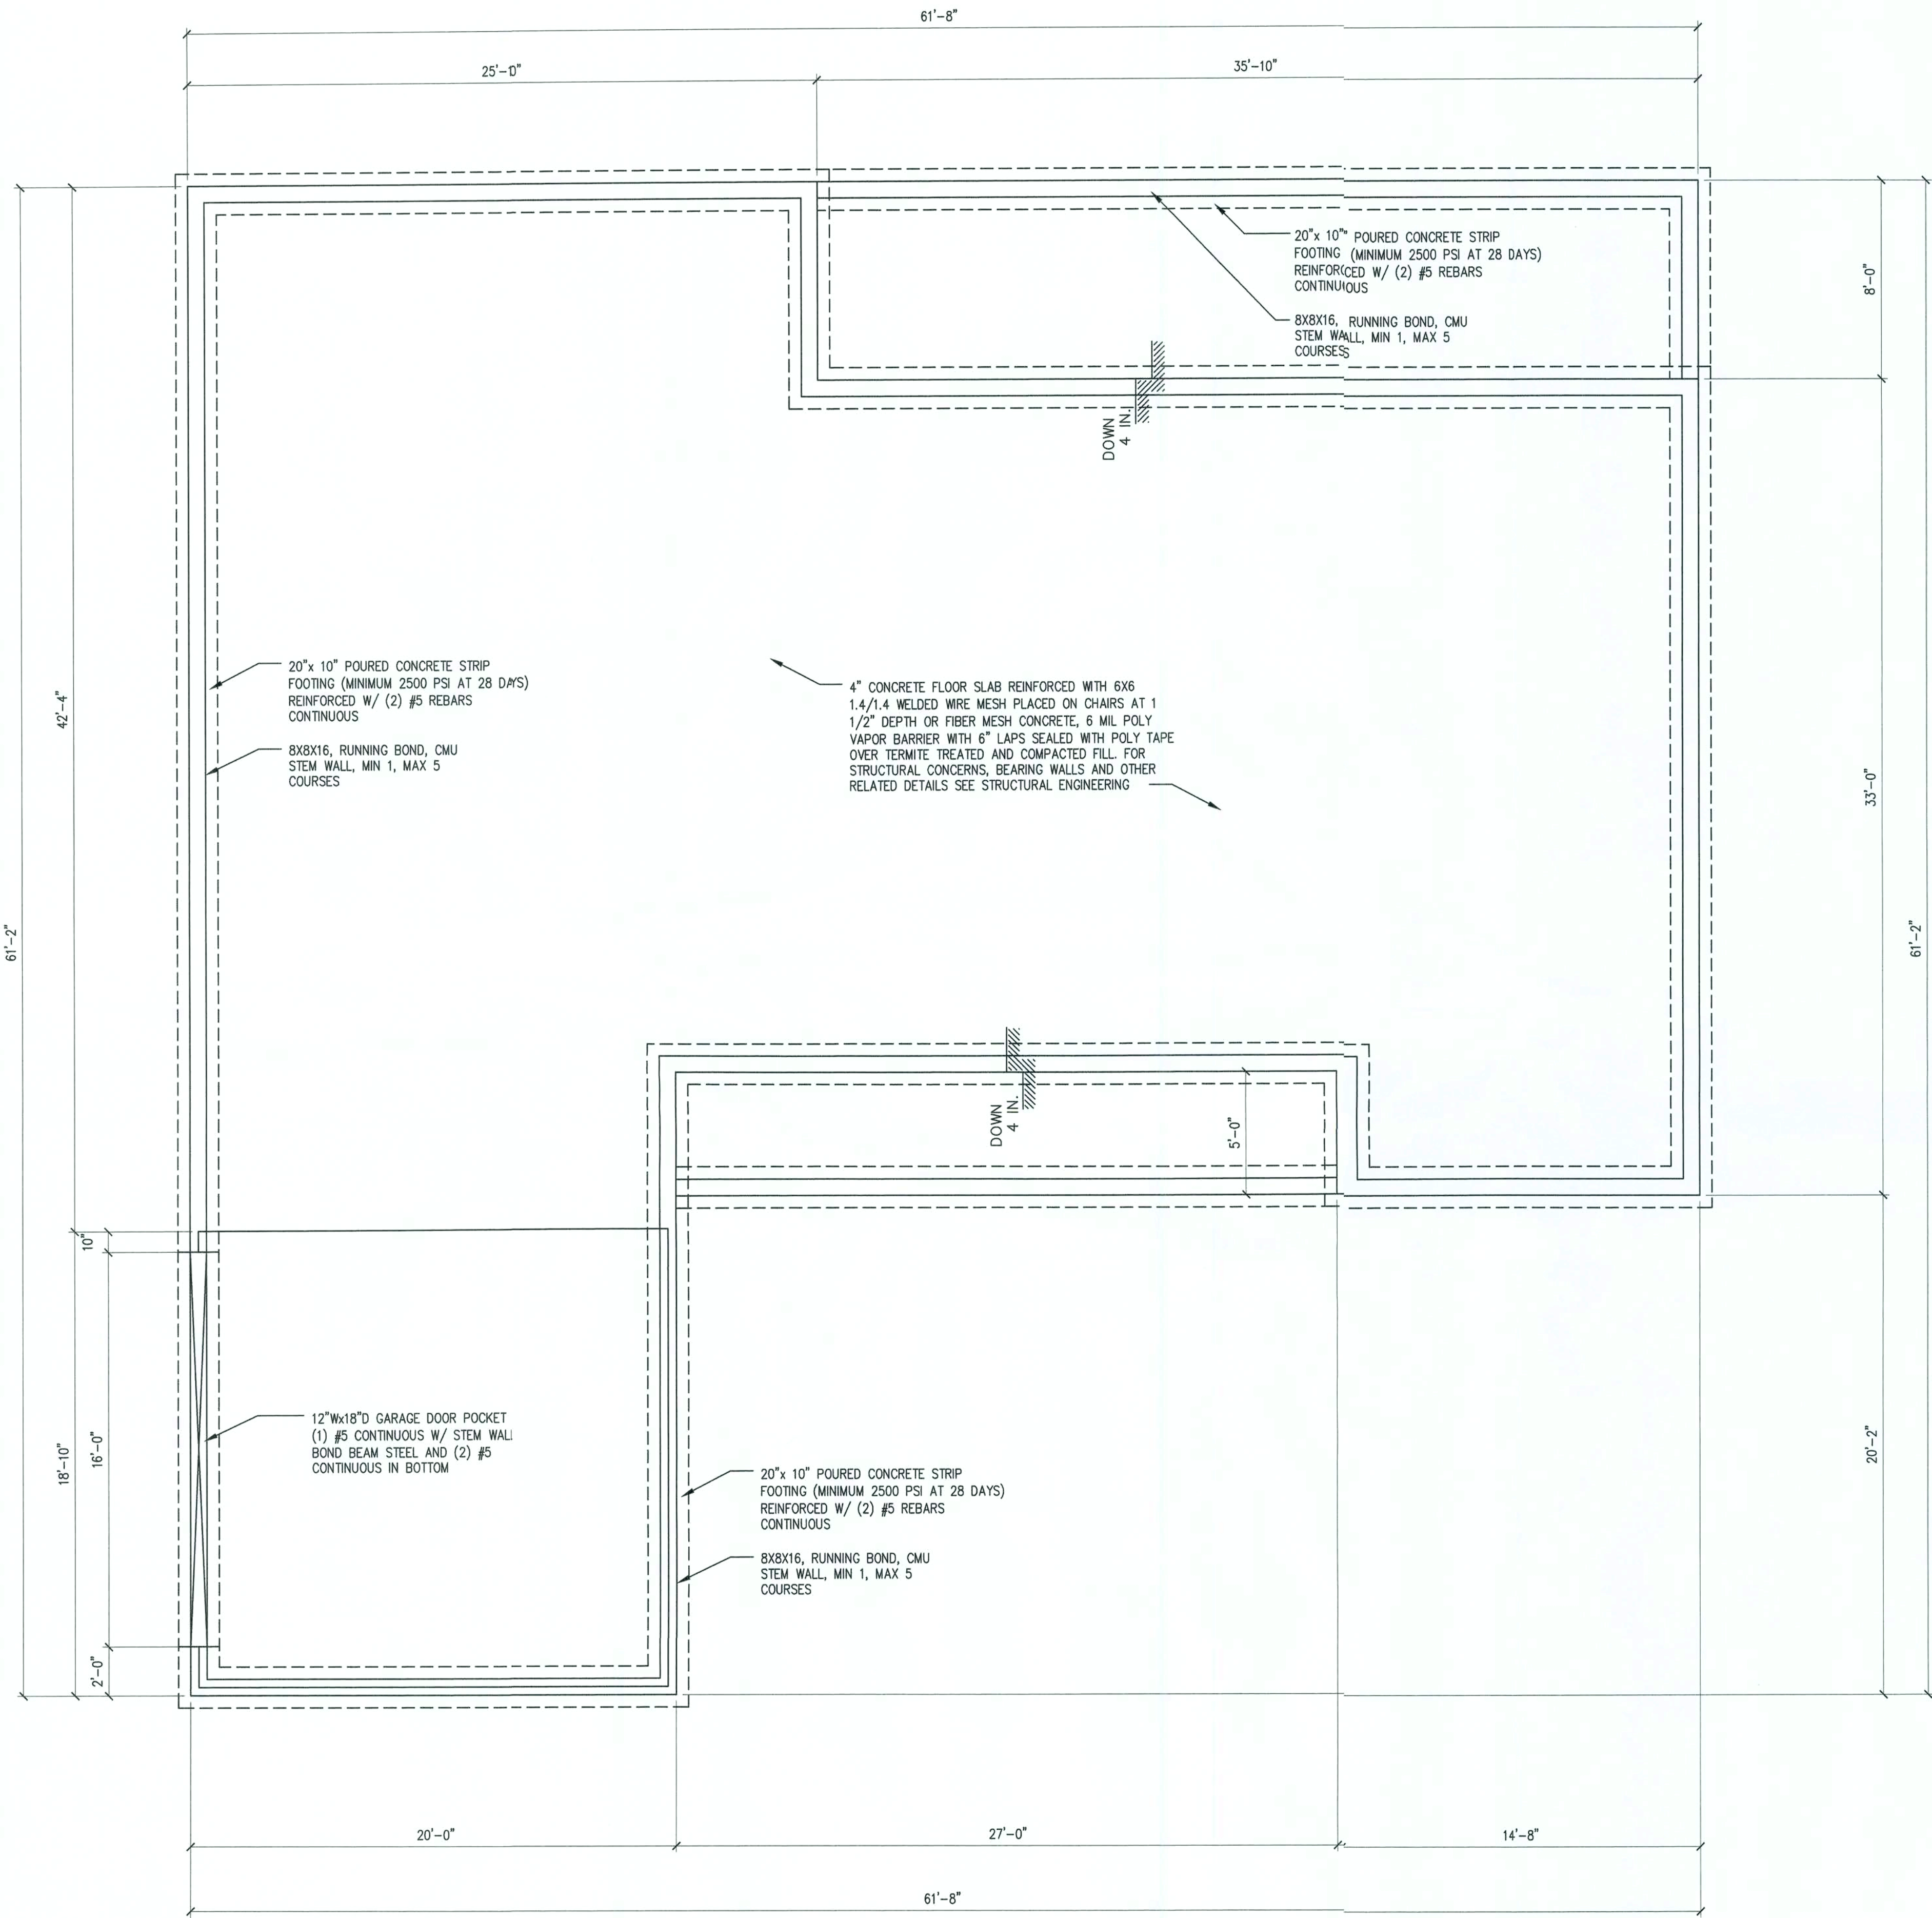 61'-8"
25'-10"
35'-10"
20"x 10" POURED CONCRETE STRIP
FOOTING (MINIMUM 2500 PSI AT 28 DAYS)
REINFORCED W/ (2) #5 REBARS
CONTINUOUS
8X8X16, RUNNING BOND, CMU
STEM WALL, MIN 1, MAX 5
COURSES
8'-0"
DOWN
4 IN.
20"x 10" POURED CONCRETE STRIP
FOOTING (MINIMUM 2500 PSI AT 28 DAYS)
REINFORCED W/ (2) #5 REBARS
CONTINUOUS
8X8X16, RUNNING BOND, CMU
STEM WALL, MIN 1, MAX 5
COURSES
4" CONCRETE FLOOR SLAB REINFORCED WITH 6X6
1.4/1.4 WELDED WIRE MESH PLACED ON CHAIRS AT 1
1/2" DEPTH OR FIBER MESH CONCRETE, 6 MIL POLY
VAPOR BARRIER WITH 6" LAPS SEALED WITH POLY TAPE
OVER TERMITE TREATED AND COMPACTED FILL. FOR
STRUCTURAL CONCERNS, BEARING WALLS AND OTHER
RELATED DETAILS SEE STRUCTURAL ENGINEERING
42'-4"
33'-0"
61'-2"
61'-2"
DOWN
4 IN.
5'-0"
10"
12"Wx18"D GARAGE DOOR POCKET
(1) #5 CONTINUOUS W/ STEM WALL
BOND BEAM STEEL AND (2) #5
CONTINUOUS IN BOTTOM
18'-10"
16'-0"
20'-2"
20"x 10" POURED CONCRETE STRIP
FOOTING (MINIMUM 2500 PSI AT 28 DAYS)
REINFORCED W/ (2) #5 REBARS
CONTINUOUS
8X8X16, RUNNING BOND, CMU
STEM WALL, MIN 1, MAX 5
COURSES
2'-0"
20'-0"
27'-0"
14'-8"
61'-8"